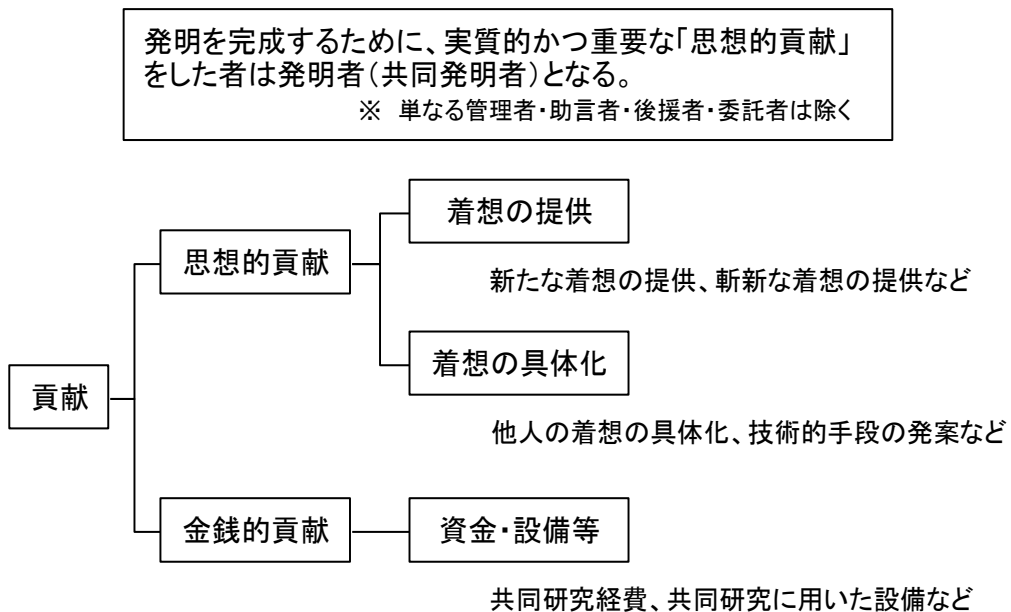 発明を完成するために、実質的かつ重要な「思想的貢献」
をした者は発明者(共同発明者)となる。
※ 単なる管理者・助言者・後援者・委託者は除く
着想の提供
思想的貢献
新たな着想の提供、斬新な着想の提供など
着想の具体化
貢献
他人の着想の具体化、技術的手段の発案など
金銭的貢献
資金・設備等
共同研究経費、共同研究に用いた設備など